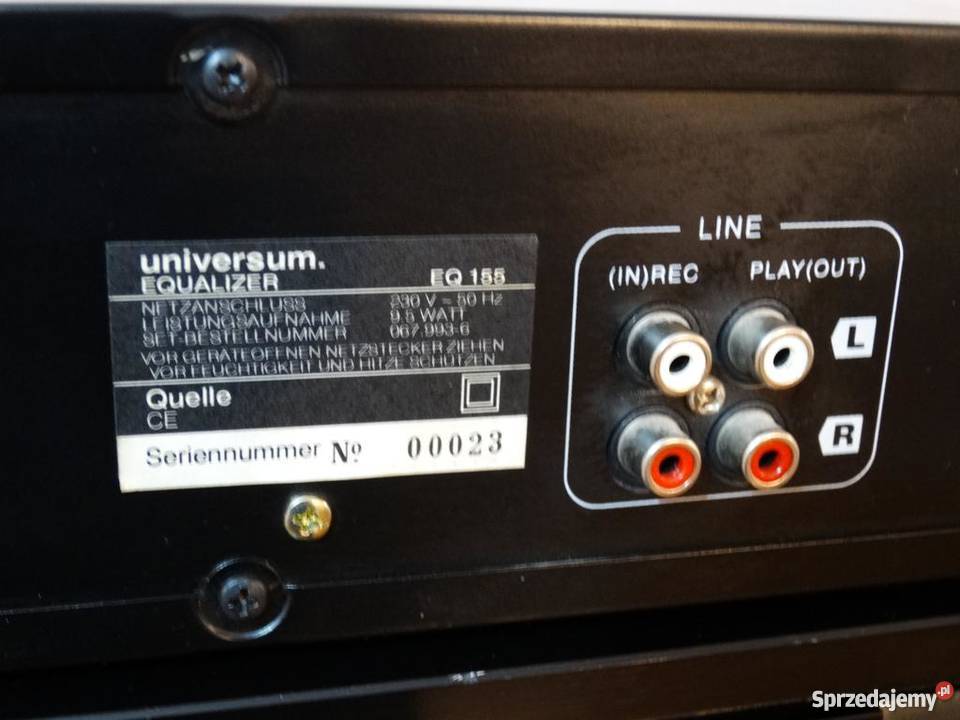 universum.
EQUALIZER EQ 155
NETZANSCHLUSS 230 V ~ 50 Hz
LEISTUNGSAUFNAHME 9.5 WATT
SET-BESTELLNUMMER 067.993-6
VOR GERÄTEÖFFNEN NETZSTECKER ZIEHEN
VOR FEUCHTIGKEIT UND HITZE SCHÜTZEN
Quelle
CE
Seriennummer Nº 00023
LINE
(IN)REC PLAY(OUT)
L
R
Sprzedajemy.pl